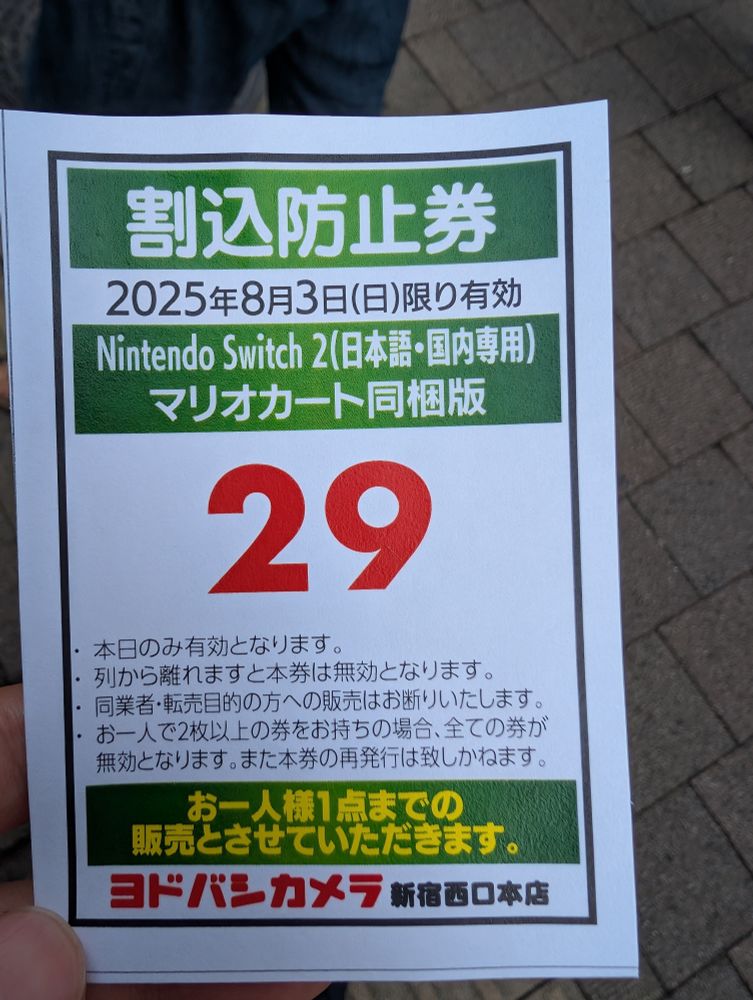 割込防止券
2025年8月3日(日)限り有効
Nintendo Switch 2(日本語・国内専用)
マリオカート同梱版
29
・ 本日のみ有効となります。
・ 列から離れますと本券は無効となります。
・ 同業者・転売目的の方への販売はお断りいたします。
・ お一人で2枚以上の券をお持ちの場合、全ての券が
無効となります。また本券の再発行は致しかねます。
お一人様1点までの
販売とさせていただきます。
ヨドバシカメラ 新宿西口本店